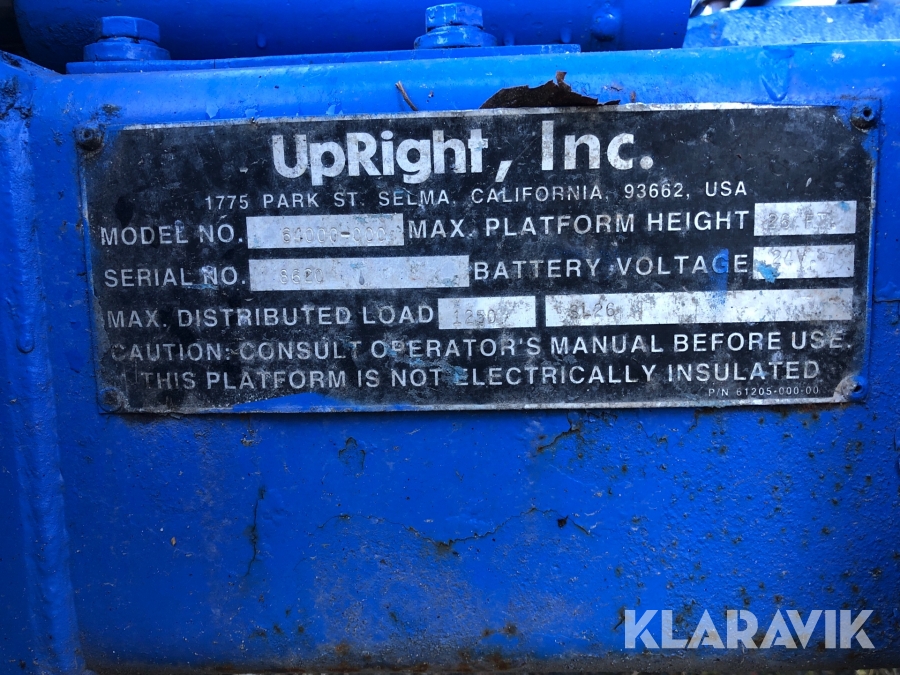 UpRight, Inc.
1775 PARK ST. SELMA, CALIFORNIA, 93662, USA
MODEL NO. MAX. PLATFORM HEIGHT
SERIAL NO. BATTERY VOLTAGE 24V
MAX. DISTRIBUTED LOAD 1250 SL26
CAUTION: CONSULT OPERATOR'S MANUAL BEFORE USE.
THIS PLATFORM IS NOT ELECTRICALLY INSULATED
P/N 61205-000-00
KLARAVIK